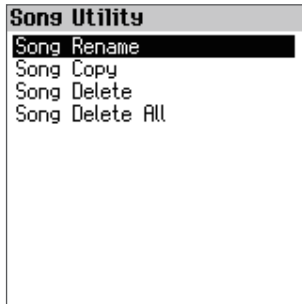 Song Utility
Song Rename
Song Copy
Song Delete
Song Delete All